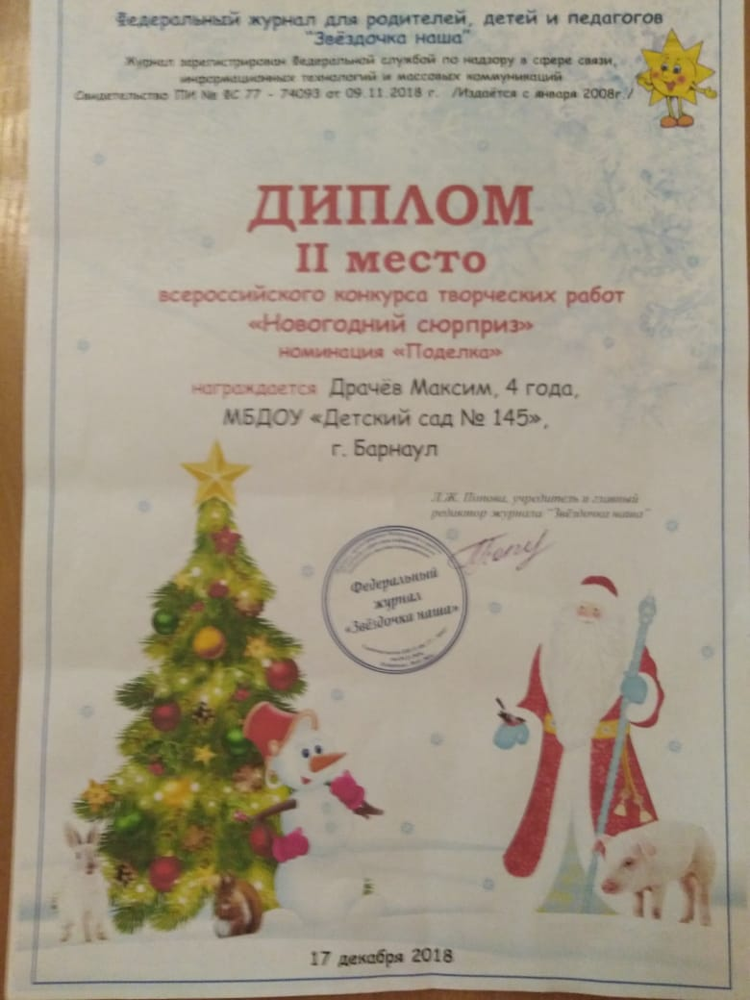 Федеральный журнал для родителей, детей и педагогов
"Звёздочка наша"
Журнал зарегистрирован Федеральной службой по надзору в сфере связи,
информационных технологий и массовых коммуникаций
Свидетельство ПИ № ФС 77 - 74093 от 09.11.2018 г. /Издаётся с января 2008г./
ДИПЛОМ
II место
всероссийского конкурса творческих работ
«Новогодний сюрприз»
номинация «Поделка»
награждается Драчёв Максим, 4 года,
МБДОУ «Детский сад № 145»,
г. Барнаул
Л.Ж. Попова, учредитель и главный
редактор журнала "Звёздочка наша"
Федеральный
журнал
«Звёздочка наша»
17 декабря 2018